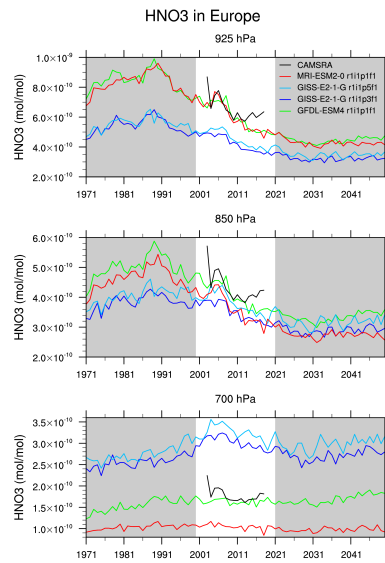 HNO3 in Europe
925 hPa
HNO3 (mol/mol)
1.0×10⁻⁹
8.0×10⁻¹⁰
6.0×10⁻¹⁰
4.0×10⁻¹⁰
2.0×10⁻¹⁰
CAMSRA
MRI-ESM2-0 r1i1p1f1
GISS-E2-1-G r1i1p5f1
GISS-E2-1-G r1i1p3f1
GFDL-ESM4 r1i1p1f1
1971 1981 1991 2001 2011 2021 2031 2041
850 hPa
HNO3 (mol/mol)
6.0×10⁻¹⁰
5.0×10⁻¹⁰
4.0×10⁻¹⁰
3.0×10⁻¹⁰
2.0×10⁻¹⁰
1971 1981 1991 2001 2011 2021 2031 2041
700 hPa
HNO3 (mol/mol)
3.5×10⁻¹⁰
3.0×10⁻¹⁰
2.5×10⁻¹⁰
2.0×10⁻¹⁰
1.5×10⁻¹⁰
1.0×10⁻¹⁰
1971 1981 1991 2001 2011 2021 2031 2041